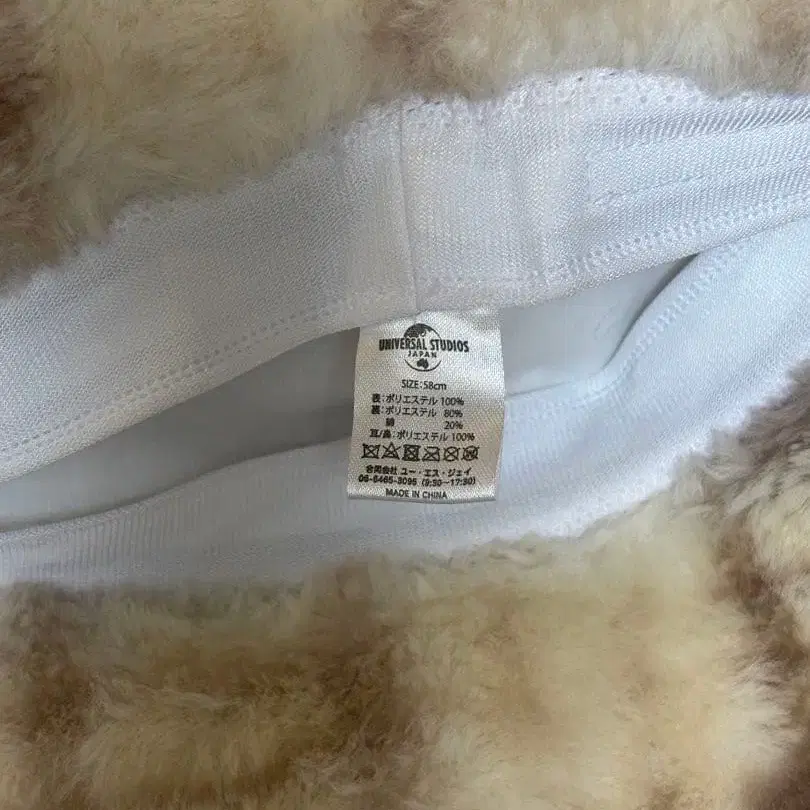 UNIVERSAL STUDIOS
JAPAN
SIZE:58cm
表:ポリエステル 100%
裏:ポリエステル 80%
綿 20%
耳/鼻:ポリエステル 100%
合同会社 ユー・エス・ジェイ
06-6465-3095 (9:30〜17:30)
MADE IN CHINA